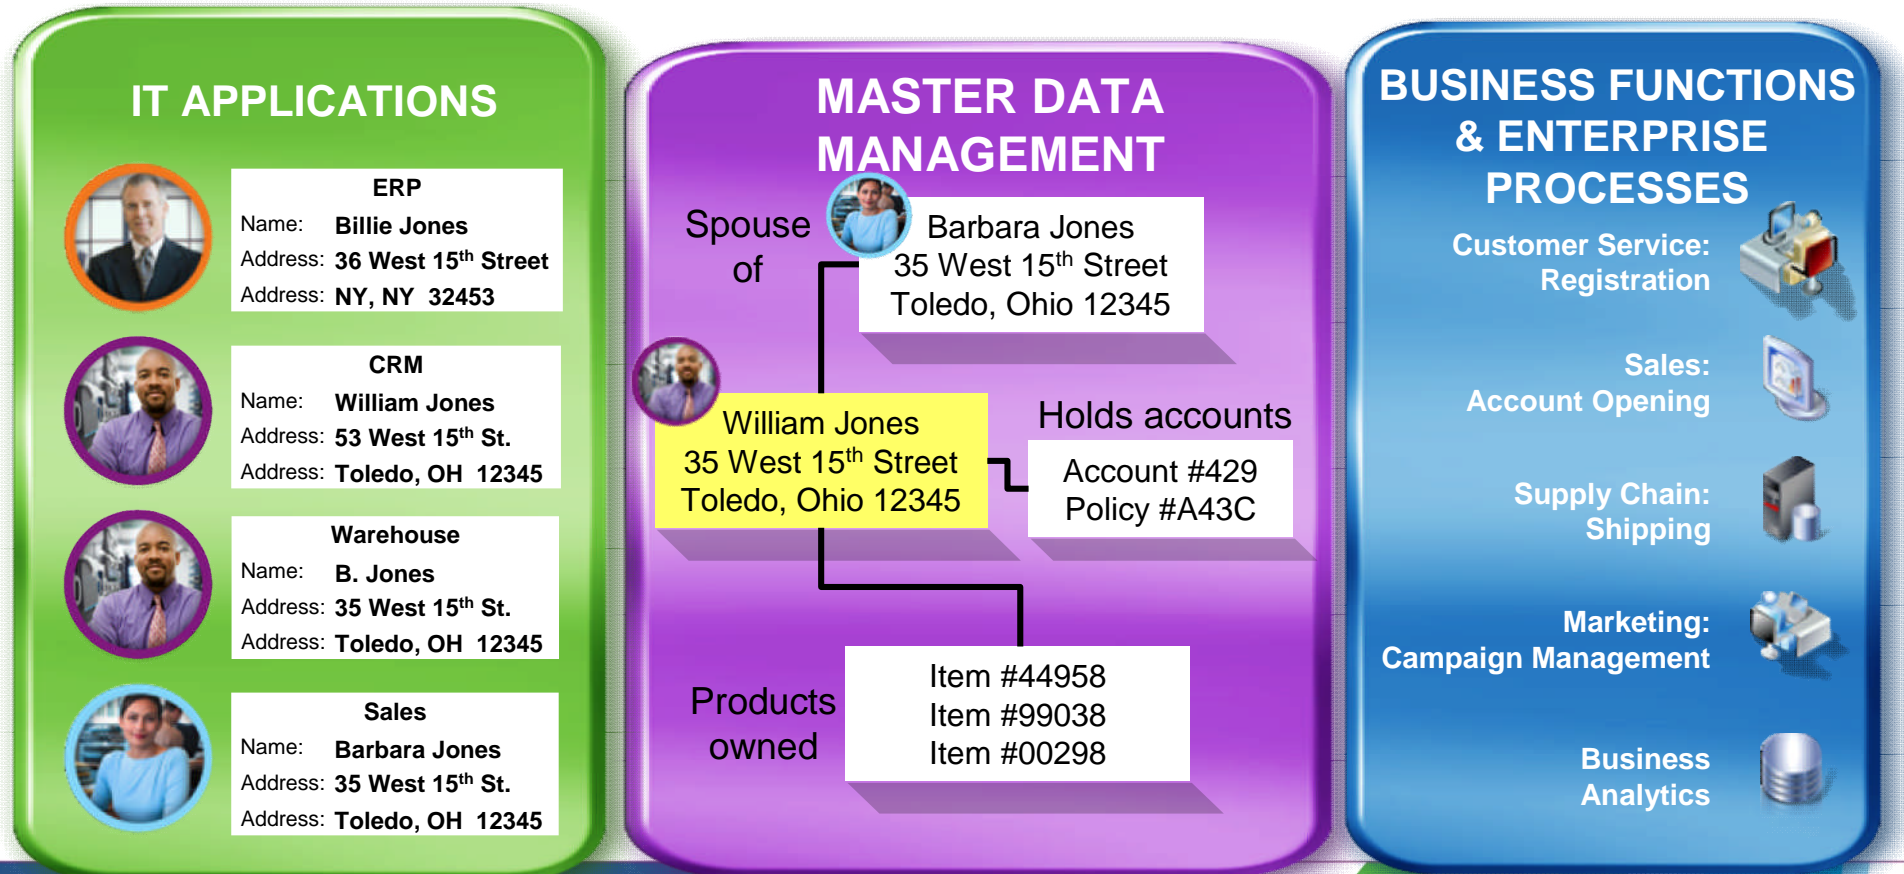 IT APPLICATIONS
ERP
Name: Billie Jones
Address: 36 West 15th Street
Address: NY, NY 32453
CRM
Name: William Jones
Address: 53 West 15th St.
Address: Toledo, OH 12345
Warehouse
Name: B. Jones
Address: 35 West 15th St.
Address: Toledo, OH 12345
Sales
Name: Barbara Jones
Address: 35 West 15th St.
Address: Toledo, OH 12345
MASTER DATA
MANAGEMENT
Spouse
of
Barbara Jones
35 West 15th Street
Toledo, Ohio 12345
William Jones
35 West 15th Street
Toledo, Ohio 12345
Holds accounts
Account #429
Policy #A43C
Products
owned
Item #44958
Item #99038
Item #00298
BUSINESS FUNCTIONS
& ENTERPRISE
PROCESSES
Customer Service:
Registration
Sales:
Account Opening
Supply Chain:
Shipping
Marketing:
Campaign Management
Business
Analytics